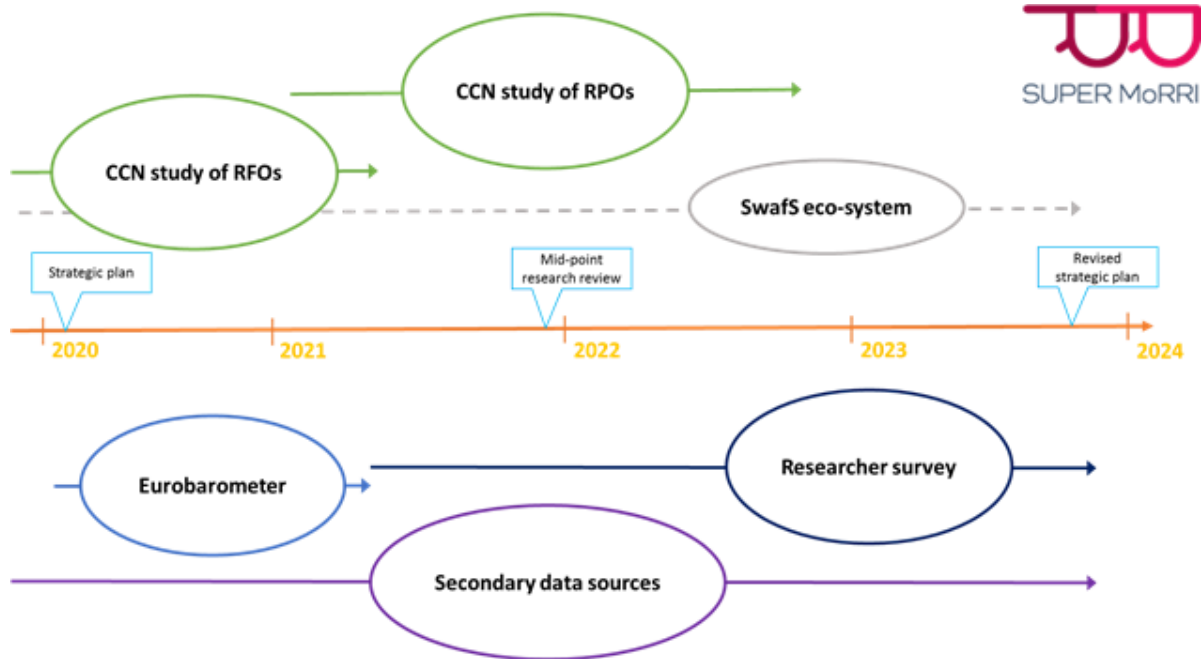 CCN study of RPOs
SUPER MoRRI
CCN study of RFOs
SwafS eco-system
Strategic plan
Mid-point
research review
Revised
strategic plan
2020
2021
2022
2023
2024
Eurobarometer
Researcher survey
Secondary data sources